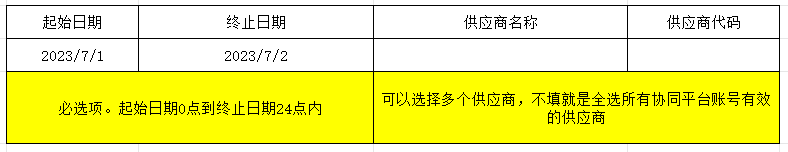 起始日期 终止日期 供应商名称 供应商代码
2023/7/1 2023/7/2
必选项。起始日期0点到终止日期24点内
可以选择多个供应商，不填就是全选所有协同平台账号有效
的供应商